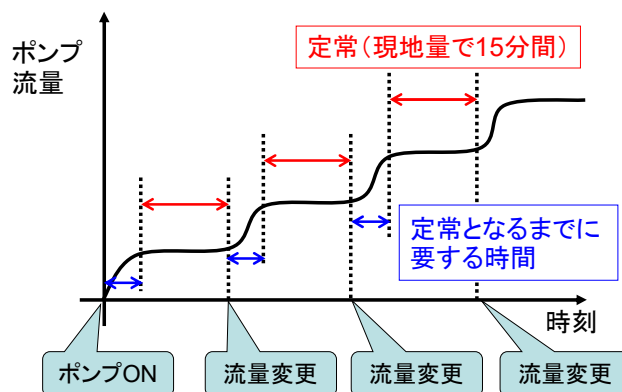 ポンプ
流量
定常（現地量で15分間）
定常となるまでに
要する時間
時刻
ポンプON
流量変更
流量変更
流量変更